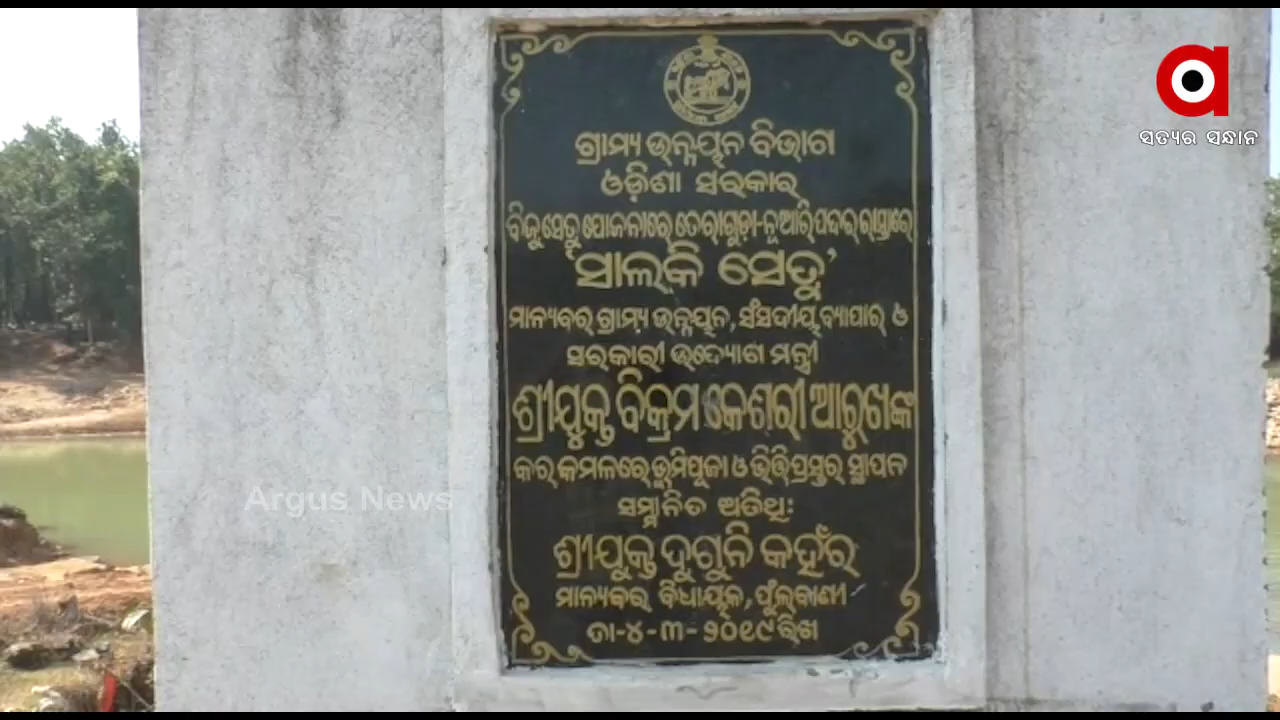 ସତ୍ୟର ସନ୍ଧାନ
ଗ୍ରାମ୍ୟ ଉନ୍ନୟନ ବିଭାଗ
ଓଡ଼ିଶା ସରକାର
ବିଜୁ ସେତୁ ଯୋଜନାରେ ତେରାଗୁଡ଼ା-ନୂଆରିପଦର ରାସ୍ତାରେ
'ସାଲକି ସେତୁ'
ମାନ୍ୟବର ଗ୍ରାମ୍ୟ ଉନ୍ନୟନ, ସଂସଦୀୟ ବ୍ୟାପାର ଓ
ସରକାରୀ ଉଦ୍ୟୋଗ ମନ୍ତ୍ରୀ
ଶ୍ରୀଯୁକ୍ତ ବିକ୍ରମ କେଶରୀ ଆରୁଖଙ୍କ
କର କମଳରେ ଭୂମିପୂଜା ଓ ଭିତ୍ତିପ୍ରସ୍ତର ସ୍ଥାପନ
ସମ୍ମାନିତ ଅତିଥି:
ଶ୍ରୀଯୁକ୍ତ ଦୁଗୁନି କହଁର
ମାନ୍ୟବର ବିଧାୟକ, ଫୁଲବାଣୀ
ତା-୪-୩-୨୦୧୯ ରିଖ
Argus News